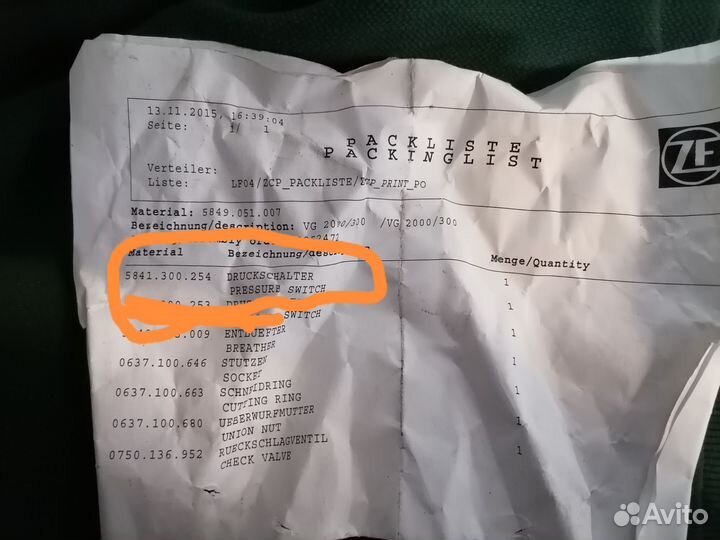 13.11.2015, 16:39:04
Seite: 1/ 1
PACKLISTE
PACKINGLIST
ZF
Verteiler:
Liste: LF04/ZCP_PACKLISTE/ZCP_PRINT_PO
Material: 5849.051.007
Bezeichnung/description: VG 2000/300 /VG 2000/300
Material Bezeichnung/desc Menge/Quantity
5841.300.254 DRUCKSCHALTER 1
PRESSURE SWITCH
.253 1
SWITCH
.009 ENTLUEFTER 1
BREATHER
0637.100.646 STUTZEN 1
SOCKET
0637.100.663 SCHNEIDRING 1
CUTTING RING
0637.100.680 UEBERWURFMUTTER 1
UNION NUT
0750.136.952 RUECKSCHLAGVENTIL 1
CHECK VALVE
Avito